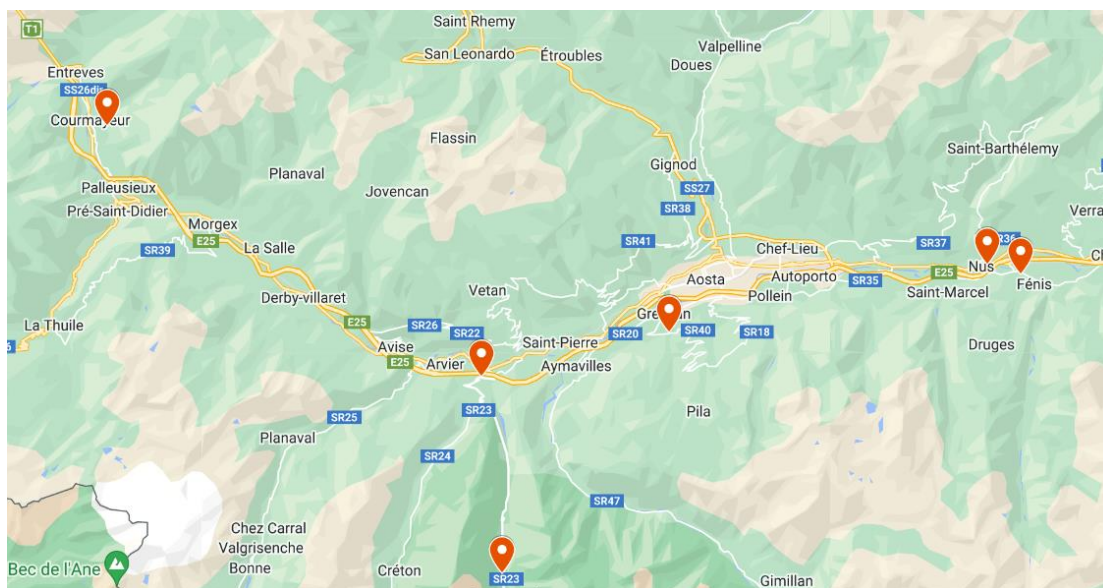 T1
Saint Rhemy
San Leonardo
Étroubles
Valpelline
Doues
Entreves
SS26di
Courmayeur
Flassin
Saint-Barthélemy
Planaval
Gignod
Palleusieux
Jovencan
SS27
Pré-Saint-Didier
SR38
Verra
Morgex
SR39
E25
La Salle
SR41
Chef-Lieu
SR37
SR36
Nus
Aosta
Autoporto
SR35
E25
Fénis
Vetan
Pollein
Saint-Marcel
Derby-villaret
La Thuile
E25
SR26
SR22
Saint-Pierre
SR20
SR40
SR18
Avise
E25
Arvier
Aymavilles
Druges
SR23
SR25
Pila
Planaval
SR24
SR47
Chez Carral
Valgrisenche
Bonne
Bec de l'Ane
Créton
SR23
Gimillan